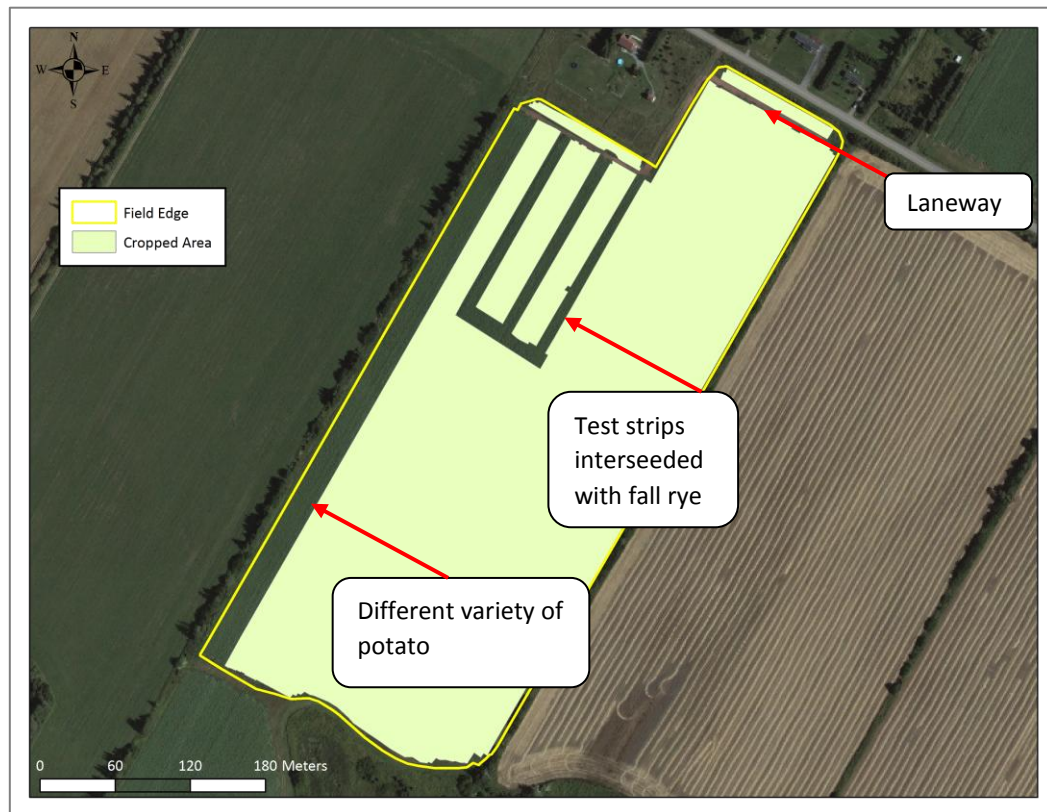 N
W E
S
Field Edge
Cropped Area
Laneway
Test strips
interseeded
with fall rye
Different variety of
potato
0 60 120 180 Meters